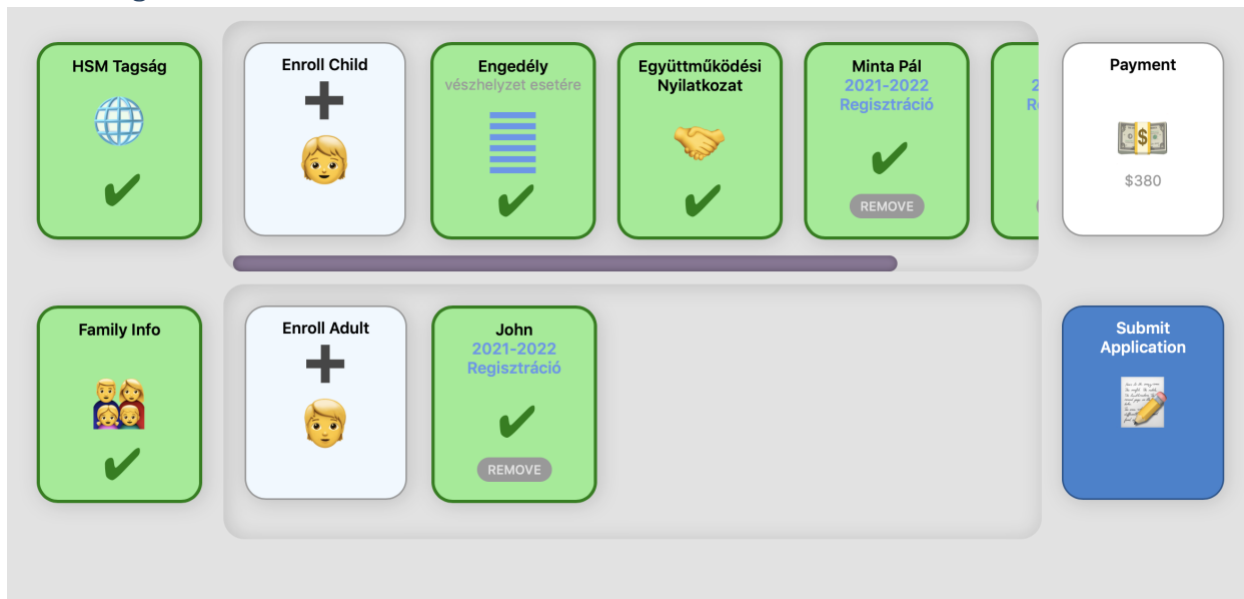 HSM Tagság
Enroll Child
Engedély
vészhelyzet esetére
Együttműködési
Nyilatkozat
Minta Pál
2021-2022
Regisztráció
REMOVE
Payment
$380
Family Info
Enroll Adult
John
2021-2022
Regisztráció
REMOVE
Submit
Application